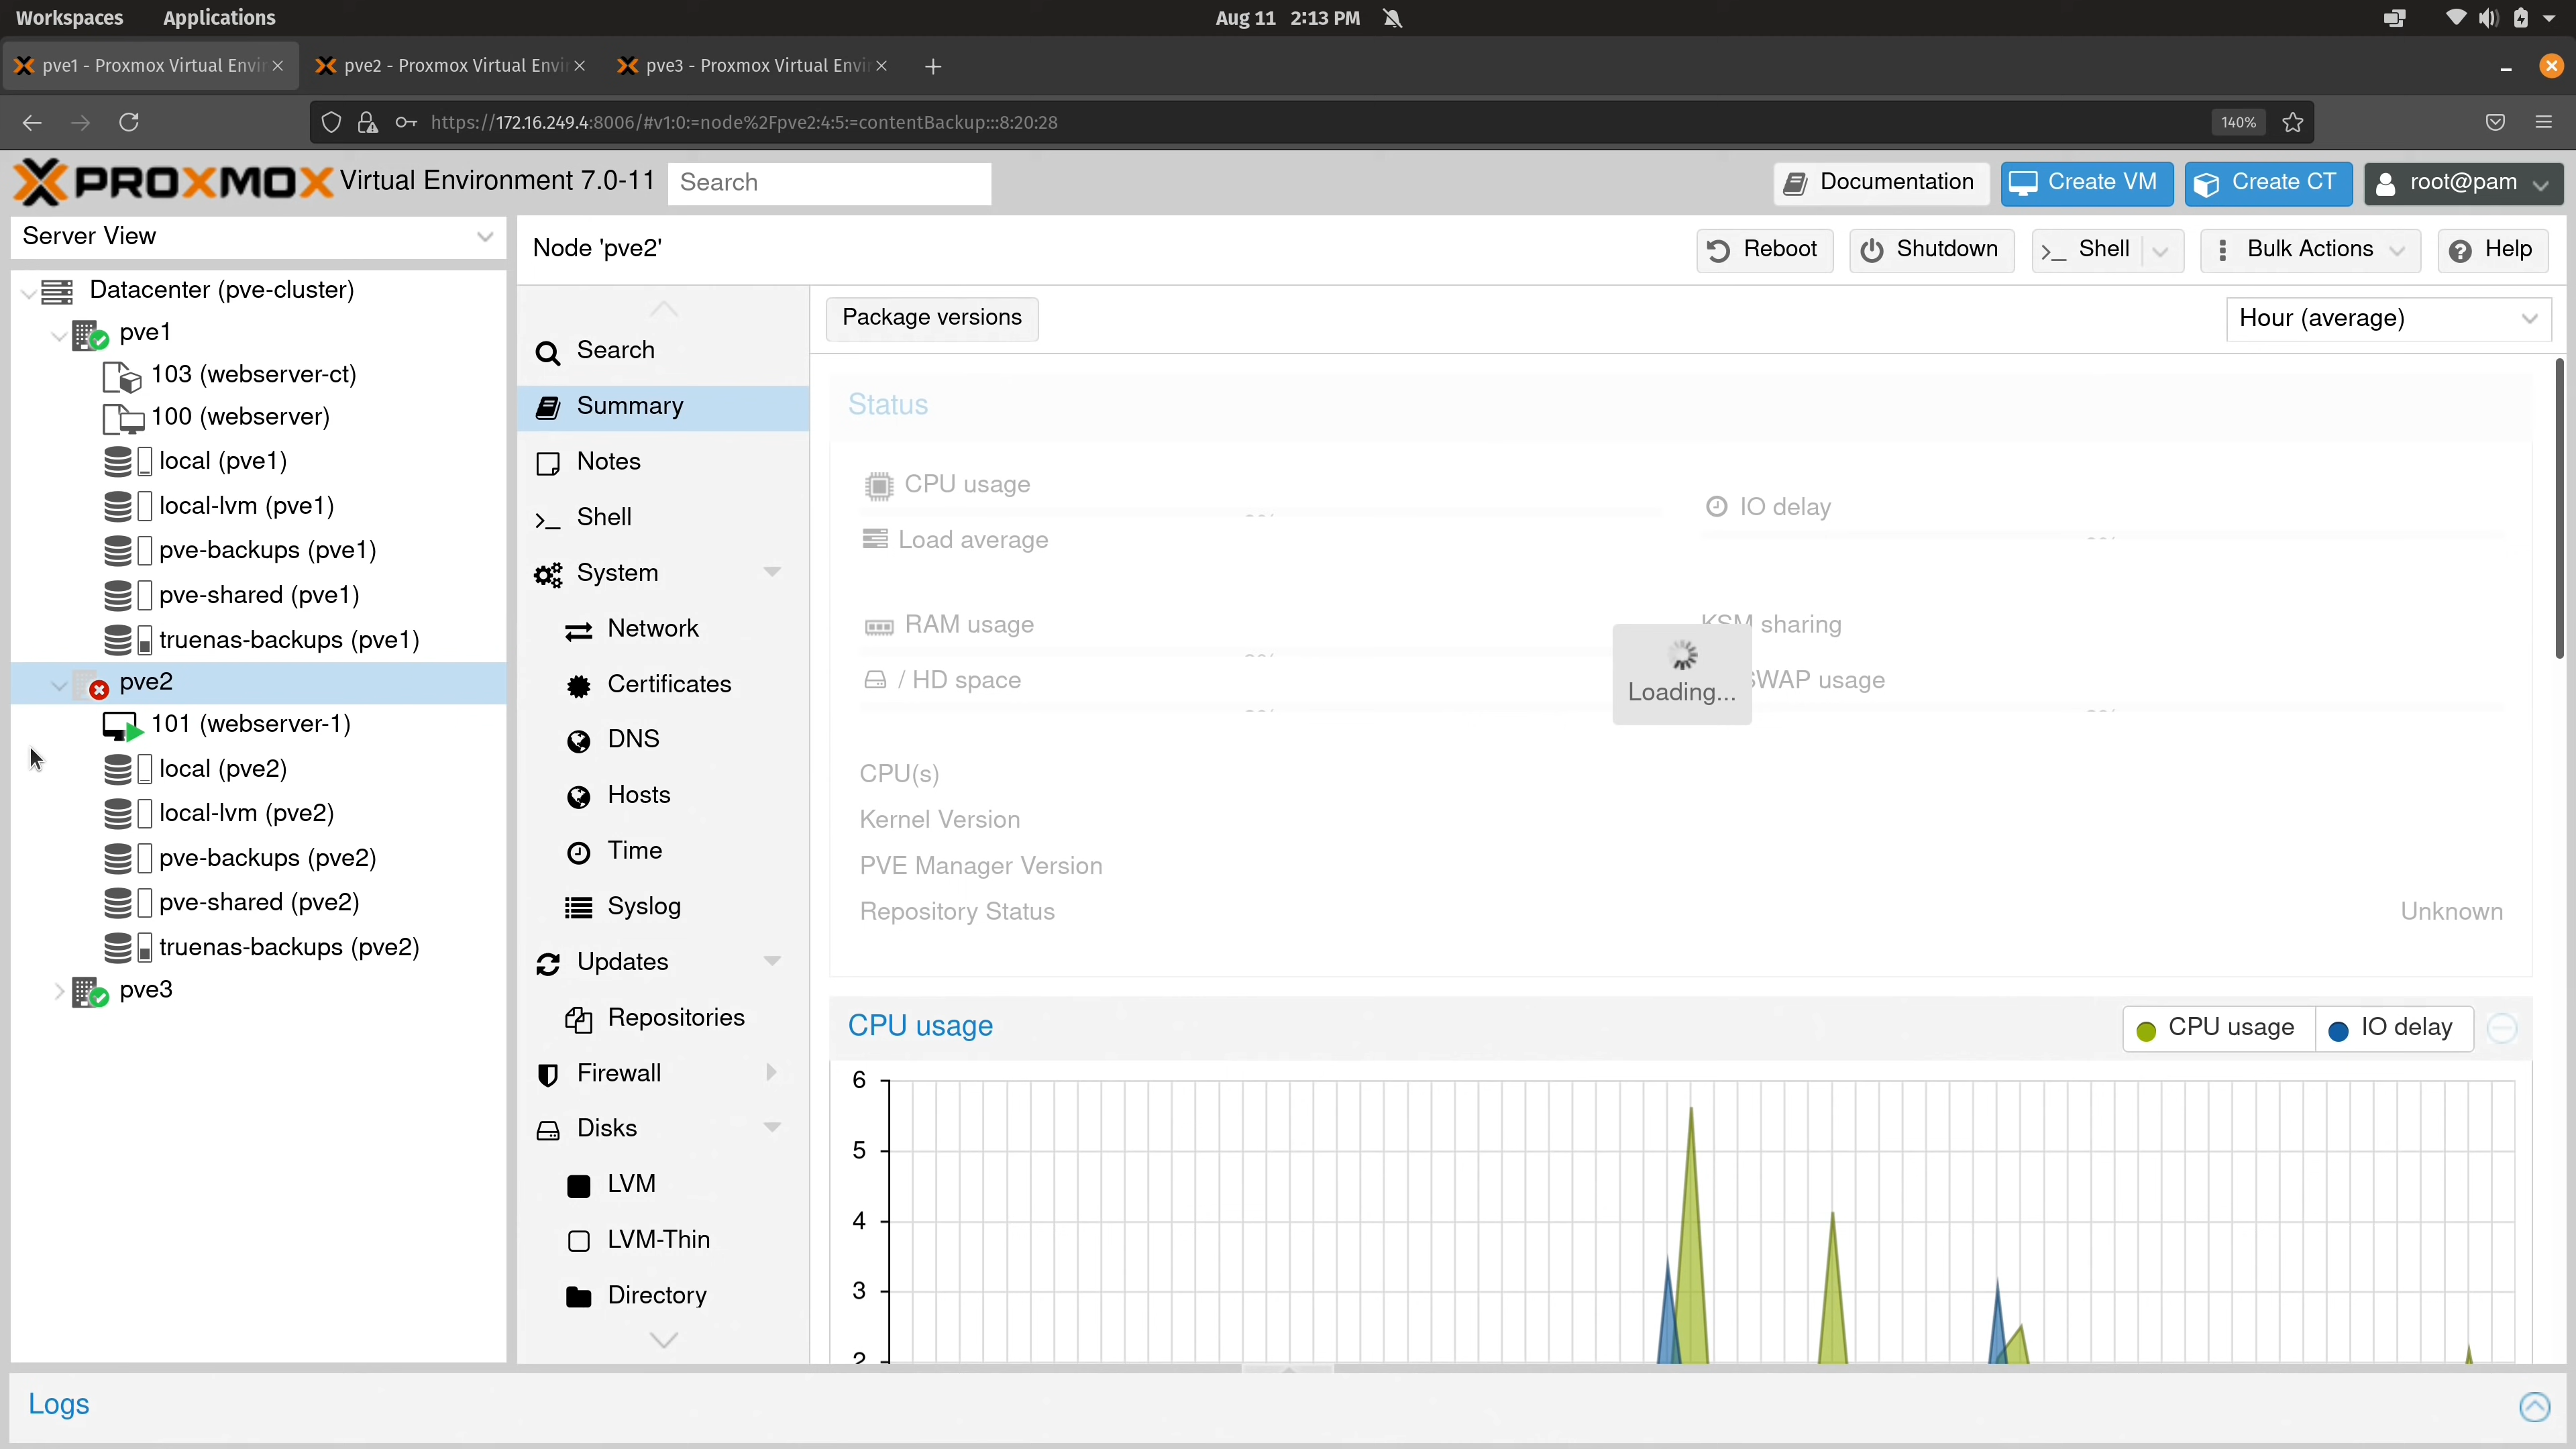 Workspaces Applications Aug 11 2:13 PM
pve1 - Proxmox Virtual Envi pve2 - Proxmox Virtual Envi pve3 - Proxmox Virtual Envi
https://172.16.249.4:8006/#v1:0:=node%2Fpve2:4:5:=contentBackup:::8:20:28 140%
PROXMOX Virtual Environment 7.0-11 Search Documentation Create VM Create CT root@pam
Server View
Node 'pve2' Reboot Shutdown Shell Bulk Actions Help
Datacenter (pve-cluster)
pve1
103 (webserver-ct)
100 (webserver)
local (pve1)
local-lvm (pve1)
pve-backups (pve1)
pve-shared (pve1)
truenas-backups (pve1)
pve2
101 (webserver-1)
local (pve2)
local-lvm (pve2)
pve-backups (pve2)
pve-shared (pve2)
truenas-backups (pve2)
pve3
Search
Summary
Notes
Shell
System
Network
Certificates
DNS
Hosts
Time
Syslog
Updates
Repositories
Firewall
Disks
LVM
LVM-Thin
Directory
Package versions Hour (average)
Status
CPU usage
IO delay
Load average
RAM usage
KSM sharing
/ HD space
SWAP usage
Loading...
CPU(s)
Kernel Version
PVE Manager Version
Repository Status Unknown
CPU usage CPU usage IO delay
6
5
4
3
2
Logs